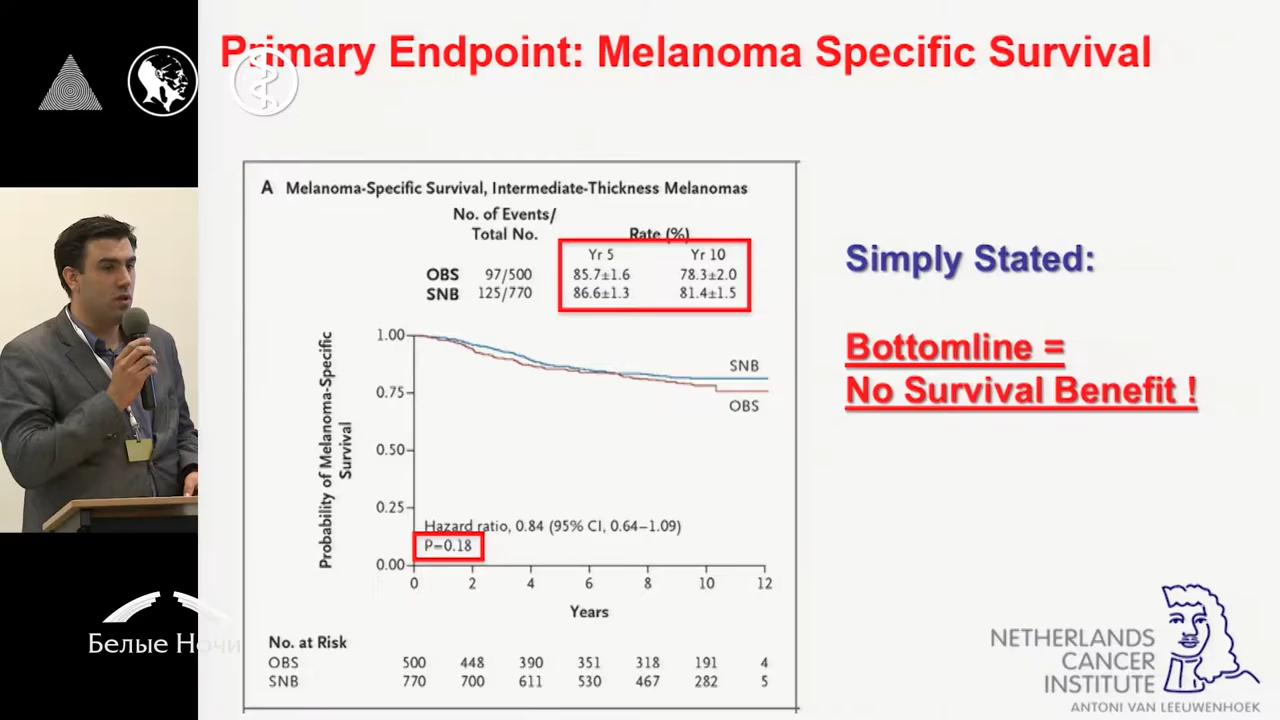 Primary Endpoint: Melanoma Specific Survival
A Melanoma-Specific Survival, Intermediate-Thickness Melanomas
No. of Events/
Total No.
Rate (%)
Yr 5 Yr 10
OBS 97/500 85.7±1.6 78.3±2.0
SNB 125/770 86.6±1.3 81.4±1.5
Probability of Melanoma-Specific
Survival
1.00
0.75
0.50
0.25
0.00
SNB
OBS
Hazard ratio, 0.84 (95% CI, 0.64–1.09)
P=0.18
0 2 4 6 8 10 12
Years
No. at Risk
OBS 500 448 390 351 318 191 4
SNB 770 700 611 530 467 282 5
Simply Stated:
Bottomline =
No Survival Benefit !
Белые Ночи
NETHERLANDS
CANCER
INSTITUTE
ANTONI VAN LEEUWENHOEK